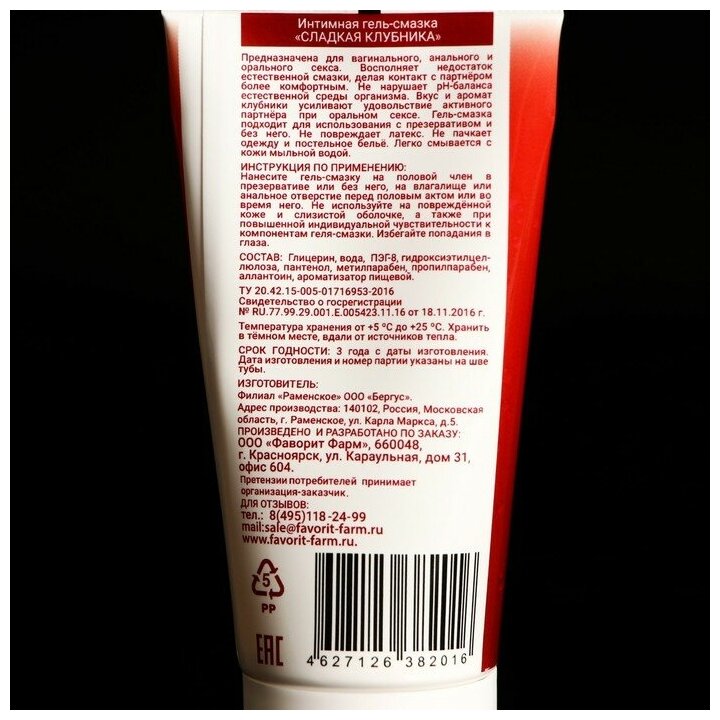 Интимная гель-смазка
«СЛАДКАЯ КЛУБНИКА»
Предназначена для вагинального, анального и
орального секса. Восполняет недостаток
естественной смазки, делая контакт с партнёром
более комфортным. Не нарушает pH-баланса
естественной среды организма. Вкус и аромат
клубники усиливают удовольствие активного
партнёра при оральном сексе. Гель-смазка
подходит для использования с презервативом и
без него. Не повреждает латекс. Не пачкает
одежду и постельное бельё. Легко смывается с
кожи мыльной водой.
ИНСТРУКЦИЯ ПО ПРИМЕНЕНИЮ:
Нанесите гель-смазку на половой член в
презервативе или без него, на влагалище или
анальное отверстие перед половым актом или во
время него. Не используйте на повреждённой
коже и слизистой оболочке, а также при
повышенной индивидуальной чувствительности к
компонентам геля-смазки. Избегайте попадания в
глаза.
СОСТАВ: Глицерин, вода, ПЭГ-8, гидроксиэтилцел-
люлоза, пантенол, метилпарабен, пропилпарабен,
аллантоин, ароматизатор пищевой.
ТУ 20.42.15-005-01716953-2016
Свидетельство о госрегистрации
№ RU.77.99.29.001.Е.005423.11.16 от 18.11.2016 г.
Температура хранения от +5 °С до +25 °С. Хранить
в тёмном месте, вдали от источников тепла.
СРОК ГОДНОСТИ: 3 года с даты изготовления.
Дата изготовления и номер партии указаны на шве
тубы.
ИЗГОТОВИТЕЛЬ:
Филиал «Раменское» ООО «Бергус».
Адрес производства: 140102, Россия, Московская
область, г. Раменское, ул. Карла Маркса, д.5.
ПРОИЗВЕДЕНО И РАЗРАБОТАНО ПО ЗАКАЗУ:
ООО «Фаворит Фарм», 660048,
г. Красноярск, ул. Караульная, дом 31,
офис 604.
Претензии потребителей принимает
организация-заказчик.
ДЛЯ ОТЗЫВОВ:
тел.: 8(495)118-24-99
mail:sale@favorit-farm.ru
www.favorit-farm.ru.
5
PP
EAC
4 627126 382016